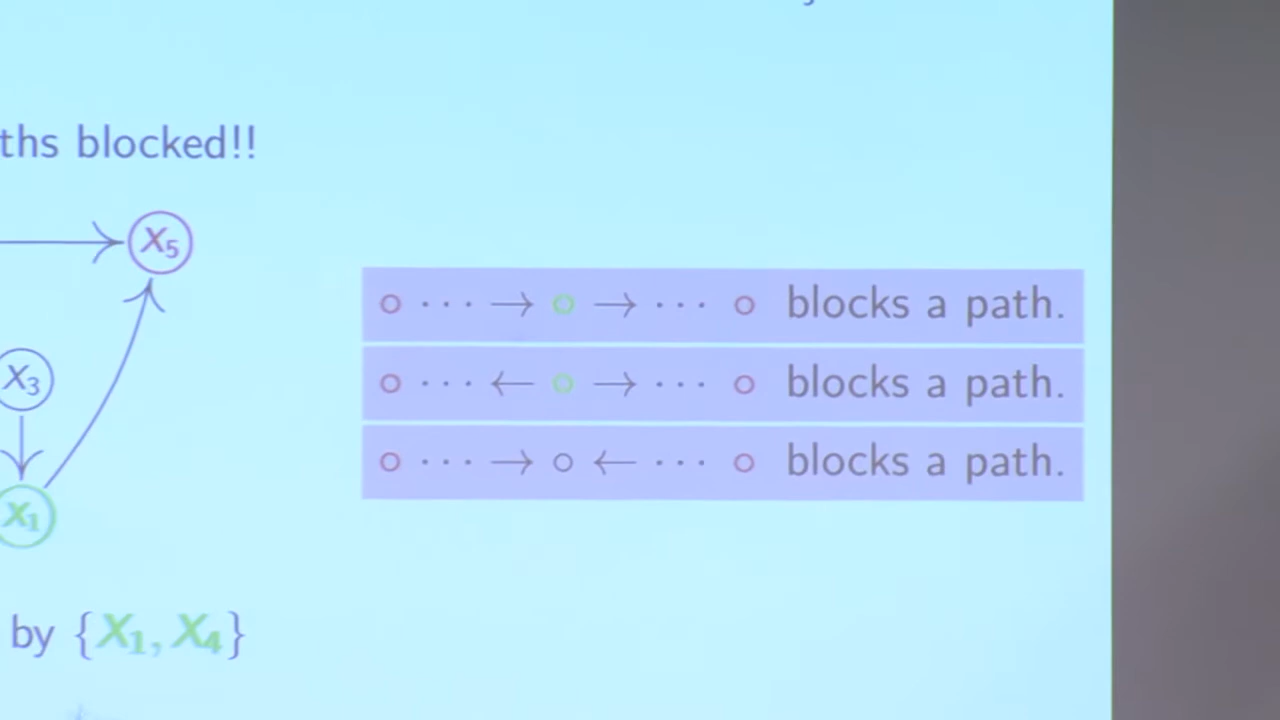 ths blocked!!
X₅
○ ··· → ○ → ··· ○ blocks a path.
X₃
○ ··· ← ○ → ··· ○ blocks a path.
○ ··· → ○ ← ··· ○ blocks a path.
X₁
by {X₁, X₄}